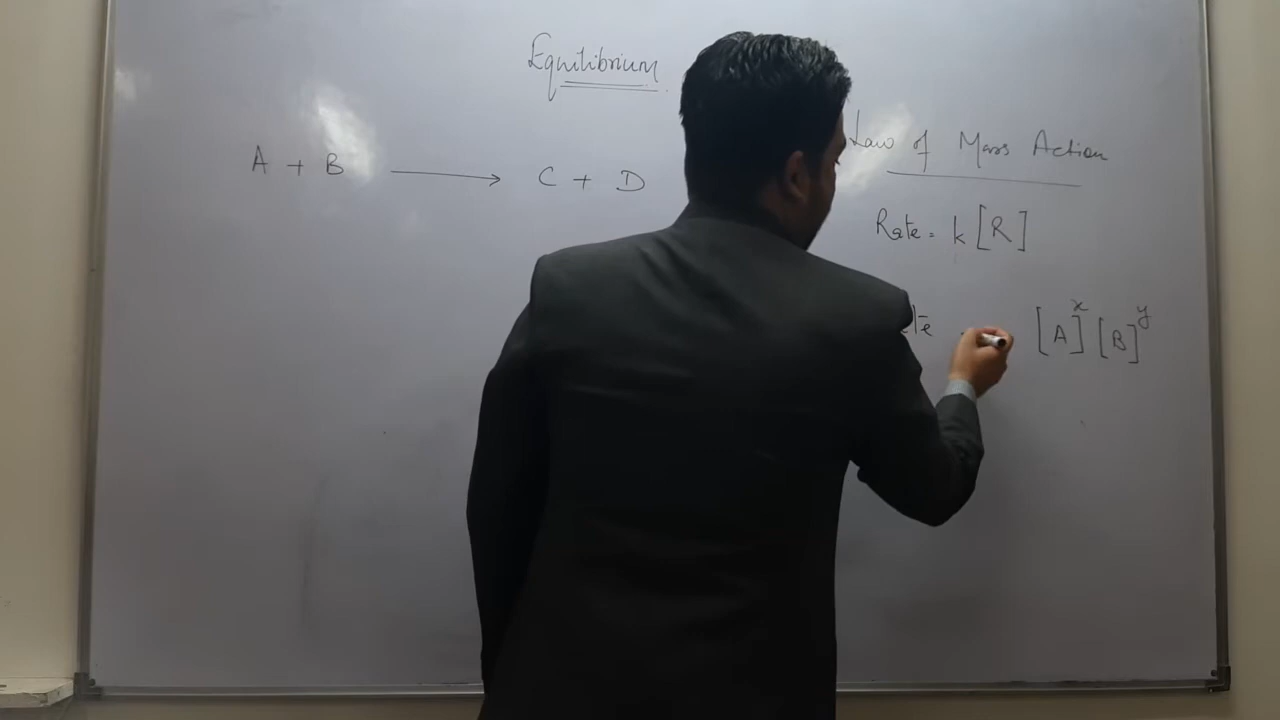 Equilibrium
A + B ⟶ C + D
Law of Mass Action
Rate = k [R]
[A]^x [B]^y